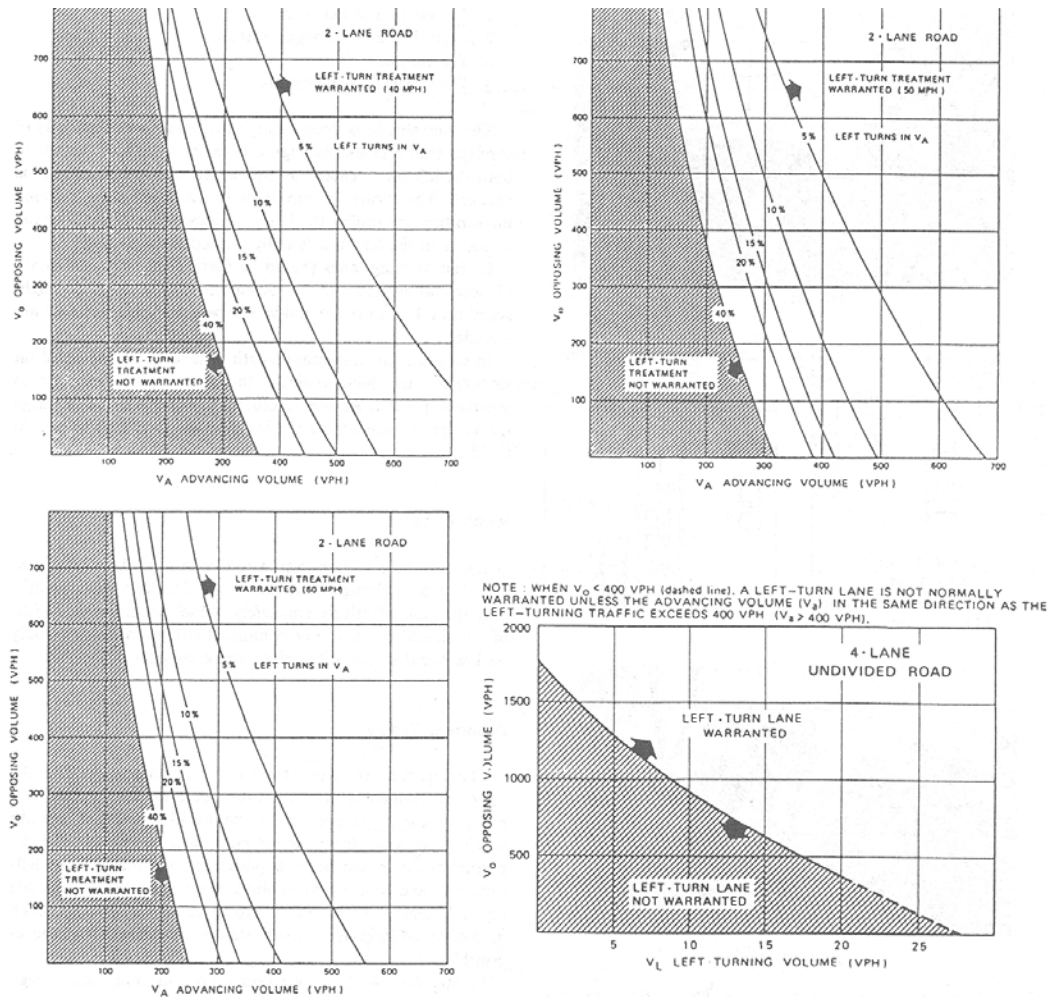 2-LANE ROAD
LEFT-TURN TREATMENT
WARRANTED (40 MPH)
5% LEFT TURNS IN VA
10%
15%
20%
40%
LEFT-TURN
TREATMENT
NOT WARRANTED
700
600
500
400
300
200
100
VO OPPOSING VOLUME (VPH)
100 200 300 400 500 600 700
VA ADVANCING VOLUME (VPH)
2-LANE ROAD
LEFT-TURN TREATMENT
WARRANTED (50 MPH)
5% LEFT TURNS IN VA
10%
15%
20%
40%
LEFT-TURN
TREATMENT
NOT WARRANTED
700
600
500
400
300
200
100
VO OPPOSING VOLUME (VPH)
100 200 300 400 500 600 700
VA ADVANCING VOLUME (VPH)
2-LANE ROAD
LEFT-TURN TREATMENT
WARRANTED (60 MPH)
5% LEFT TURNS IN VA
10%
15%
20%
40%
LEFT-TURN
TREATMENT
NOT WARRANTED
700
600
500
400
300
200
100
VO OPPOSING VOLUME (VPH)
100 200 300 400 500 600 700
VA ADVANCING VOLUME (VPH)
NOTE : WHEN VO < 400 VPH (dashed line), A LEFT-TURN LANE IS NOT NORMALLY
WARRANTED UNLESS THE ADVANCING VOLUME (Va) IN THE SAME DIRECTION AS THE
LEFT-TURNING TRAFFIC EXCEEDS 400 VPH (Va > 400 VPH).
4-LANE
UNDIVIDED ROAD
LEFT-TURN LANE
WARRANTED
LEFT-TURN LANE
NOT WARRANTED
2000
1500
1000
500
VO OPPOSING VOLUME (VPH)
5 10 15 20 25
VL LEFT-TURNING VOLUME (VPH)